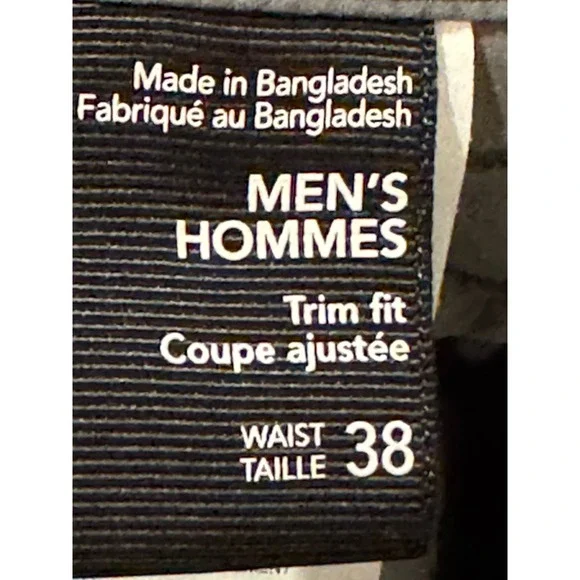 Made in Bangladesh
Fabriqué au Bangladesh
MEN'S
HOMMES
Trim fit
Coupe ajustée
WAIST 38
TAILLE